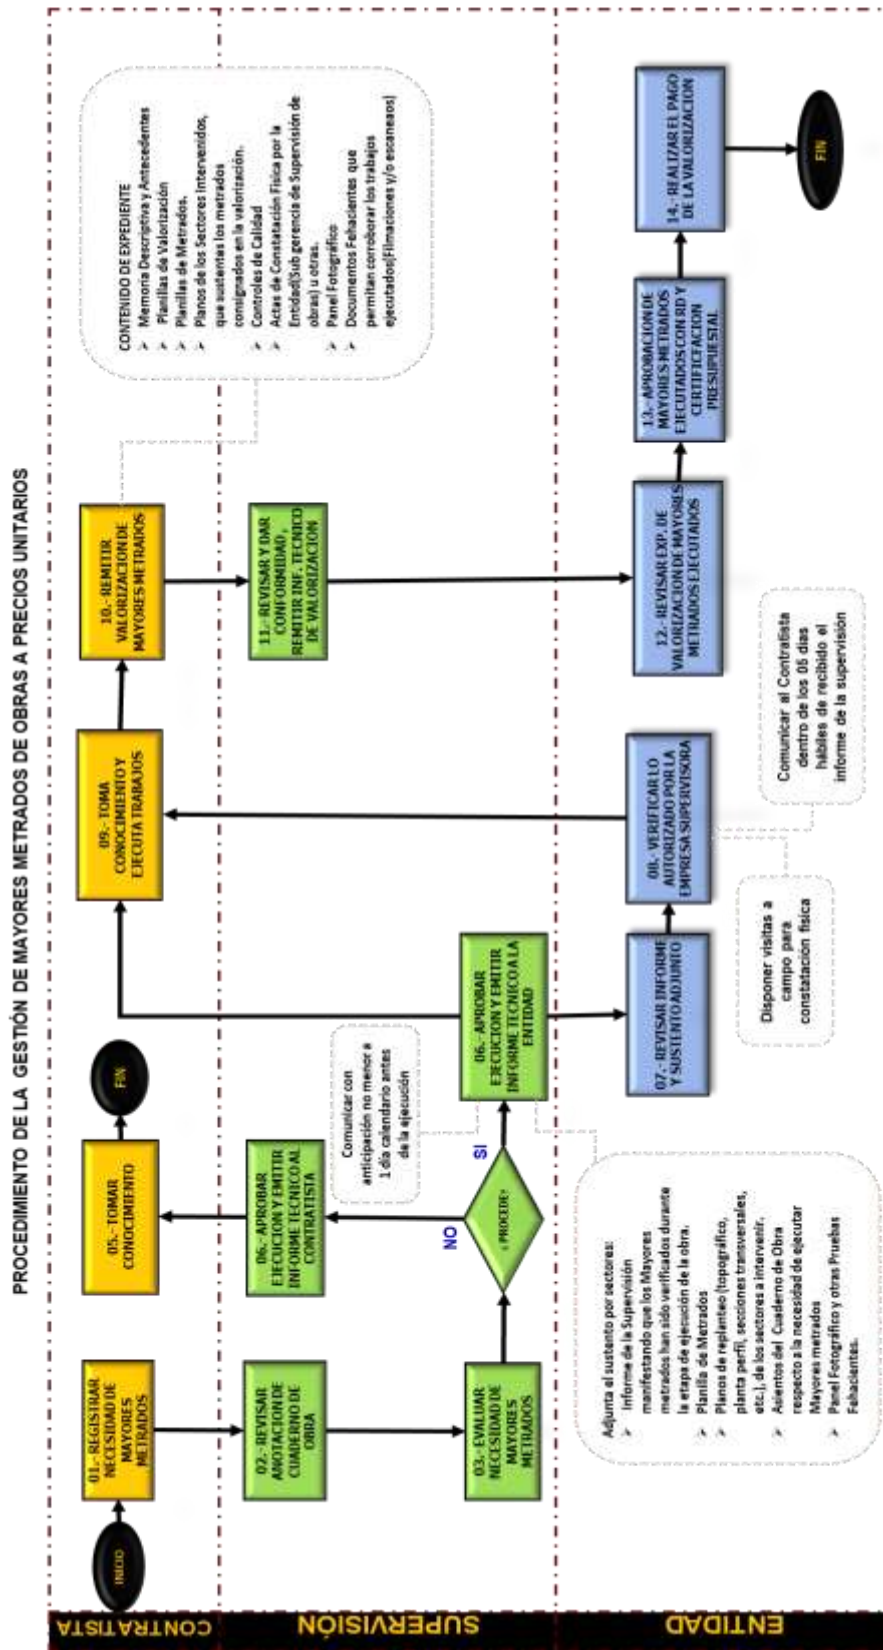 PROCEDIMIENTO DE LA GESTIÓN DE MAYORES METRADOS DE OBRAS A PRECIOS UNITARIOS
CONTRATISTA
INICIO
01.- REGISTRAR
NECESIDAD DE
MAYORES
METRADOS
05.- TOMAR
CONOCIMIENTO
FIN
09.- TOMA
CONOCIMIENTO Y
EJECUTA TRABAJOS
10.- REMITIR
VALORIZACION DE
MAYORES METRADOS
CONTENIDO DE EXPEDIENTE
➢ Memoria Descriptiva y Antecedentes
➢ Planillas de Valorización
➢ Planillas de Metrados.
➢ Planos de los Sectores Intervenidos,
que sustentas los metrados
consignados en la valorización.
➢ Controles de Calidad
➢ Actas de Constatación Fisica por la
Entidad(Sub gerencia de Supervisión de
obras) u otras.
➢ Panel Fotográfico
➢ Documentos Fehacientes que
permitan corroborar los trabajos
ejecutados(Filmaciones y/o escaneaos)
SUPERVISIÓN
02.- REVISAR
ANOTACION DE
CUADERNO DE
OBRA
06.- APROBAR
EJECUCION Y EMITIR
INFORME TECNICO AL
CONTRATISTA
Comunicar con
anticipación no menor a
1 día calendario antes
de la ejecución
11.- REVISAR Y DAR
CONFORMIDAD,
REMITIR INF. TECNICO
DE VALORIZACION
03.- EVALUAR
NECESIDAD DE
MAYORES
METRADOS
¿PROCEDE?
NO
SI
06.- APROBAR
EJECUCION Y EMITIR
INFORME TECNICO A LA
ENTIDAD
ENTIDAD
Adjunta el sustento por sectores:
➢ Informe de la Supervisión
manifestando que los Mayores
metrados han sido verificados durante
la etapa de ejecución de la obra.
➢ Planilla de Metrados
➢ Planos de replanteo (topográfico,
planta perfil, secciones transversales,
etc.), de los sectores a intervenir.
➢ Asientos del Cuaderno de Obra
respecto a la necesidad de ejecutar
Mayores metrados
➢ Panel Fotográfico y otras Pruebas
Fehacientes.
07.- REVISAR INFORME
Y SUSTENTO ADJUNTO
08.- VERIFICAR LO
AUTORIZADO POR LA
EMPRESA SUPERVISORA
Disponer visitas a
campo para
constatación física
Comunicar al Contratista
dentro de los 05 dias
hábiles de recibido el
informe de la supervisión
12.- REVISAR EXP. DE
VALORIZACION DE MAYORES
METRADOS EJECUTADOS
13.- APROBACION DE
MAYORES METRADOS
EJECUTADOS CON RD Y
CERTIFICFACION
PRESUPUESTAL
14.- REALIZAR EL PAGO
DE LA VALORIZACION
FIN